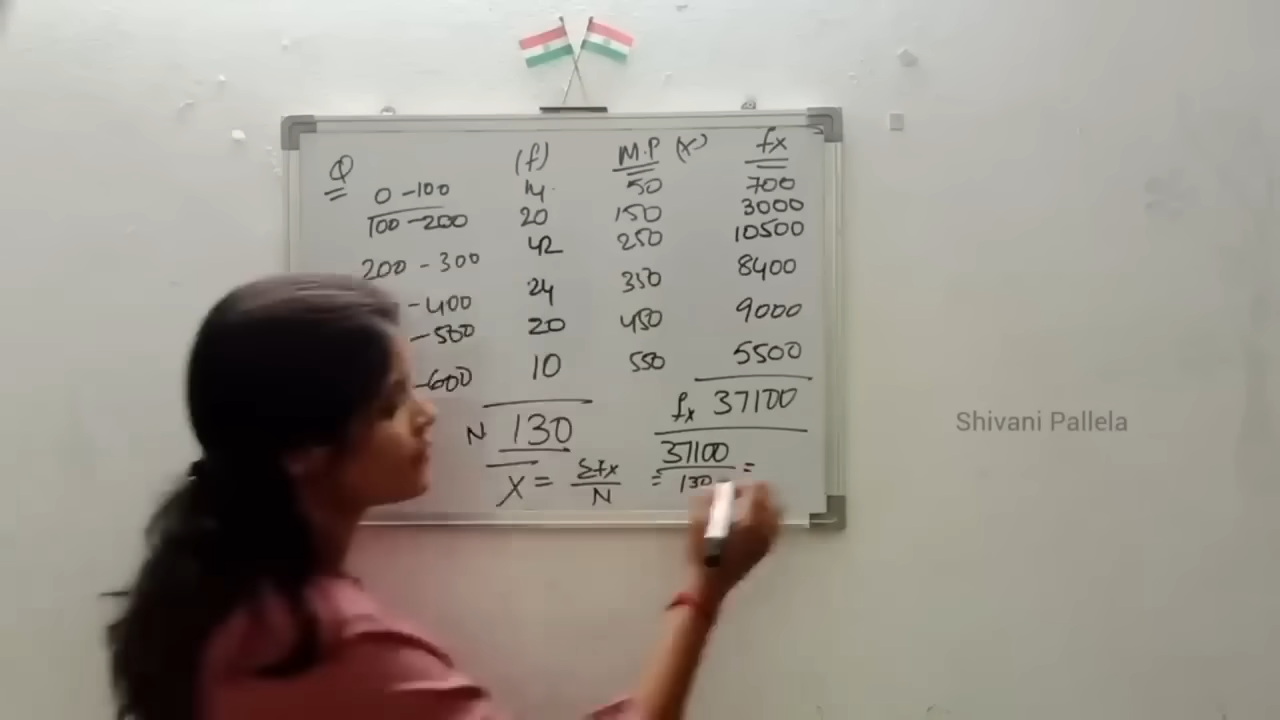 Q (f) M.P (x) fx
0-100 14. 50 700
100-200 20 150 3000
200-300 42 250 10500
-400 24 350 8400
-500 20 450 9000
-600 10 550 5500
N 130 fx 37100
X = Σfx/N = 37100/130 =
Shivani Pallela